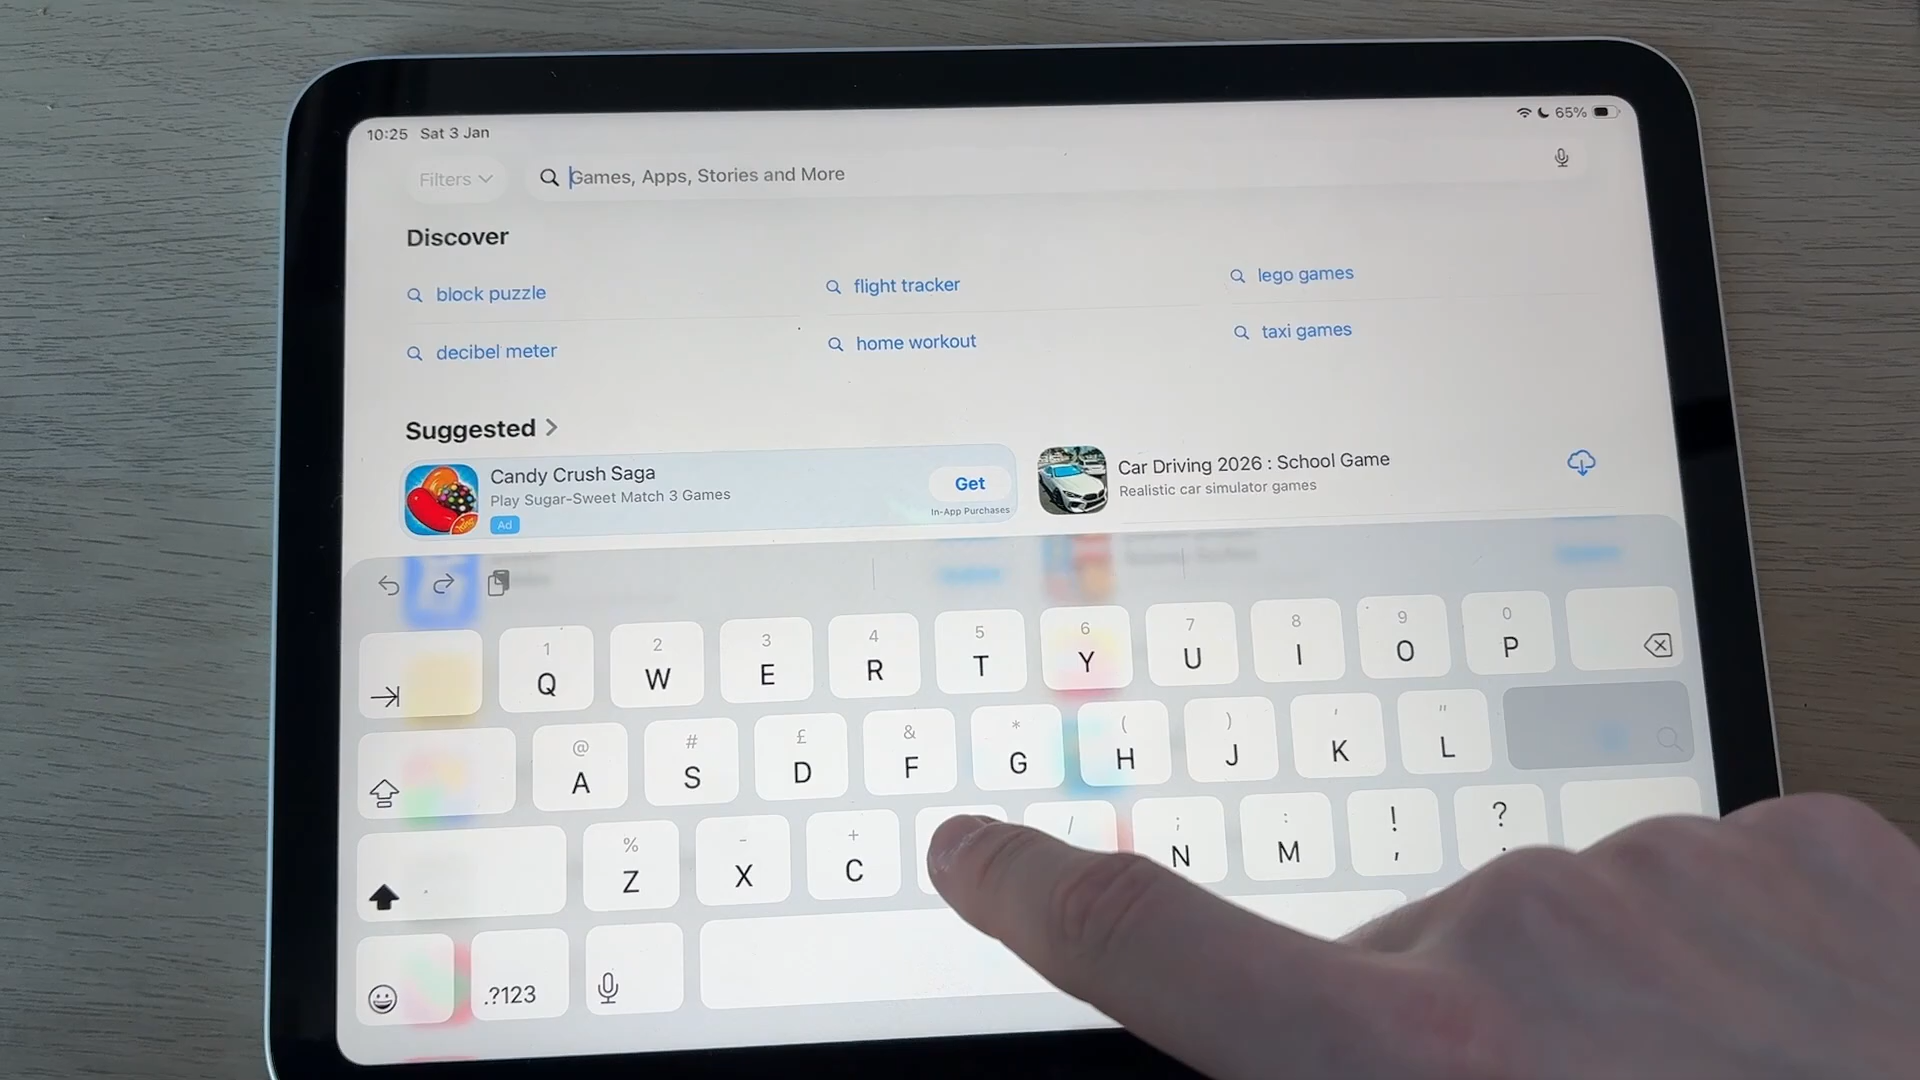 10:25 Sat 3 Jan
65%
Filters
Games, Apps, Stories and More
Discover
block puzzle
flight tracker
lego games
decibel meter
home workout
taxi games
Suggested >
Candy Crush Saga
Play Sugar-Sweet Match 3 Games
Ad
Get
In-App Purchases
Car Driving 2026 : School Game
Realistic car simulator games
1 2 3 4 5 6 7 8 9 0
Q W E R T Y U I O P
@ # £ & * ( ) ' "
A S D F G H J K L
% - + / ; : ! ?
Z X C N M , .
.?123